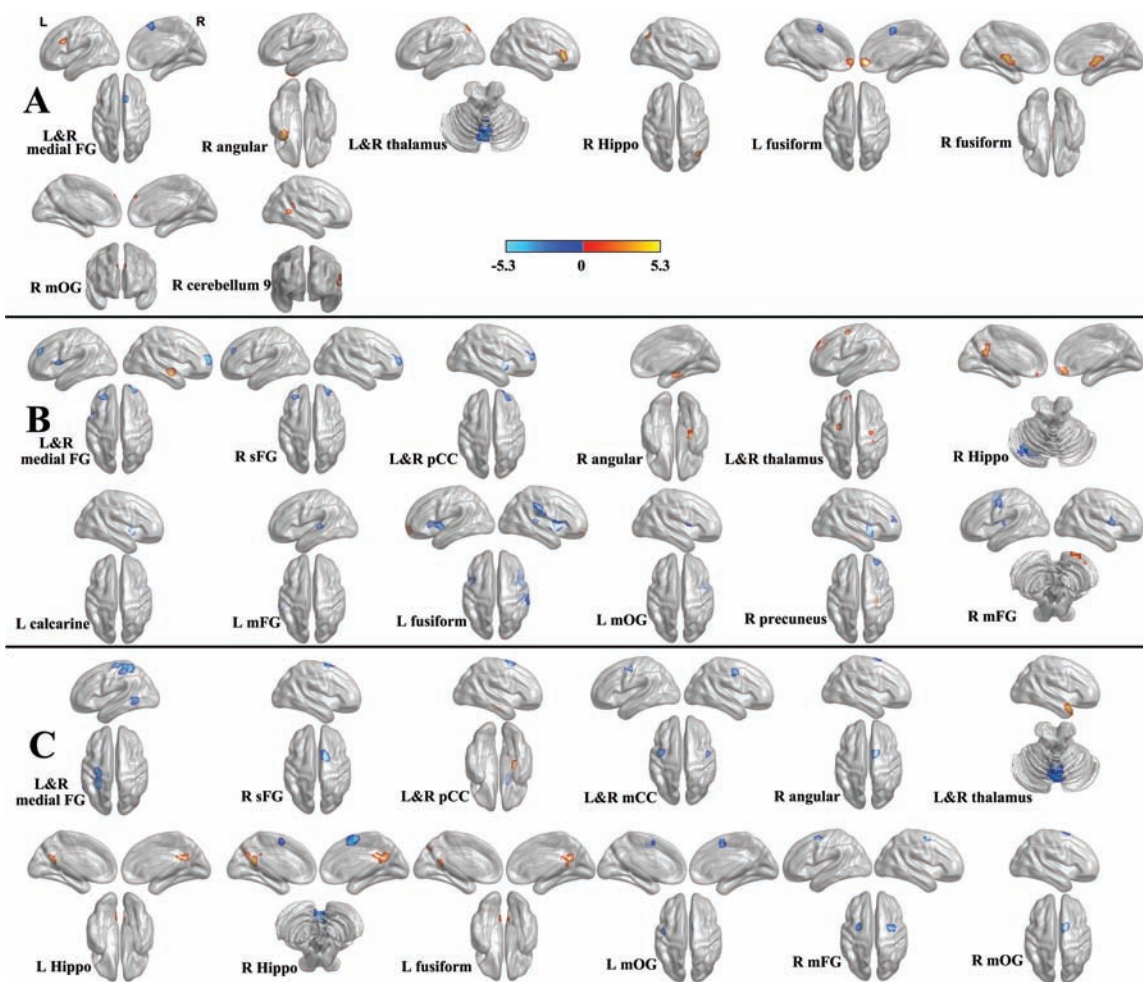 L R
A
L&R
medial FG
R angular
L&R thalamus
R Hippo
L fusiform
R fusiform
R mOG
R cerebellum 9
-5.3 0 5.3
B
L&R
medial FG
R sFG
L&R pCC
R angular
L&R thalamus
R Hippo
L calcarine
L mFG
L fusiform
L mOG
R precuneus
R mFG
C
L&R
medial FG
R sFG
L&R pCC
L&R mCC
R angular
L&R thalamus
L Hippo
R Hippo
L fusiform
L mOG
R mFG
R mOG